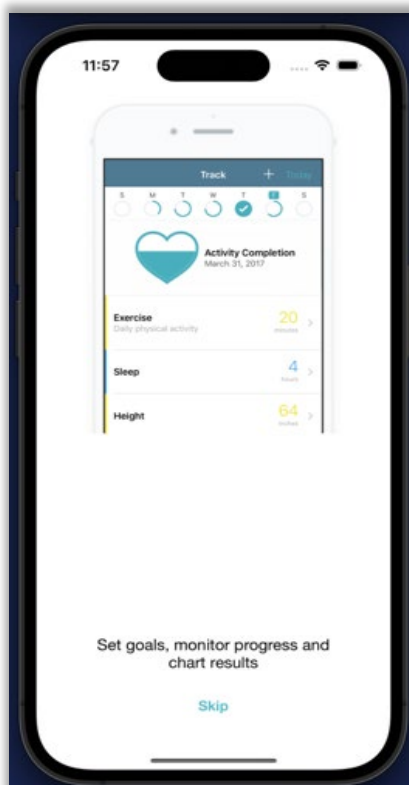 11:57
Track + Today
S M T W T F S
Activity Completion
March 31, 2017
Exercise
Daily physical activity
20
minutes
Sleep
4
hours
Height
64
inches
Set goals, monitor progress and
chart results
Skip